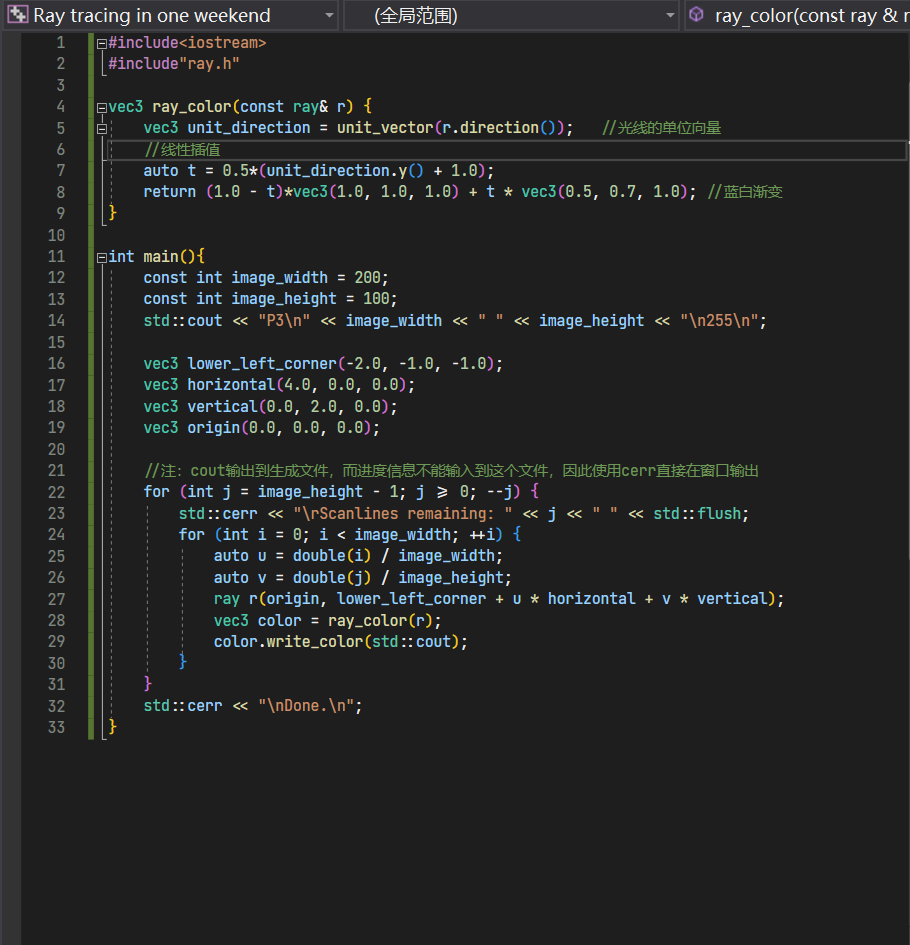 Ray tracing in one weekend (全局范围) ray_color(const ray & r
1 #include<iostream>
2 #include"ray.h"
3
4 vec3 ray_color(const ray& r) {
5 vec3 unit_direction = unit_vector(r.direction()); //光线的单位向量
6 //线性插值
7 auto t = 0.5*(unit_direction.y() + 1.0);
8 return (1.0 - t)*vec3(1.0, 1.0, 1.0) + t * vec3(0.5, 0.7, 1.0); //蓝白渐变
9 }
10
11 int main(){
12 const int image_width = 200;
13 const int image_height = 100;
14 std::cout << "P3\n" << image_width << " " << image_height << "\n255\n";
15
16 vec3 lower_left_corner(-2.0, -1.0, -1.0);
17 vec3 horizontal(4.0, 0.0, 0.0);
18 vec3 vertical(0.0, 2.0, 0.0);
19 vec3 origin(0.0, 0.0, 0.0);
20
21 //注：cout输出到生成文件，而进度信息不能输入到这个文件，因此使用cerr直接在窗口输出
22 for (int j = image_height - 1; j >= 0; --j) {
23 std::cerr << "\rScanlines remaining: " << j << " " << std::flush;
24 for (int i = 0; i < image_width; ++i) {
25 auto u = double(i) / image_width;
26 auto v = double(j) / image_height;
27 ray r(origin, lower_left_corner + u * horizontal + v * vertical);
28 vec3 color = ray_color(r);
29 color.write_color(std::cout);
30 }
31 }
32 std::cerr << "\nDone.\n";
33 }